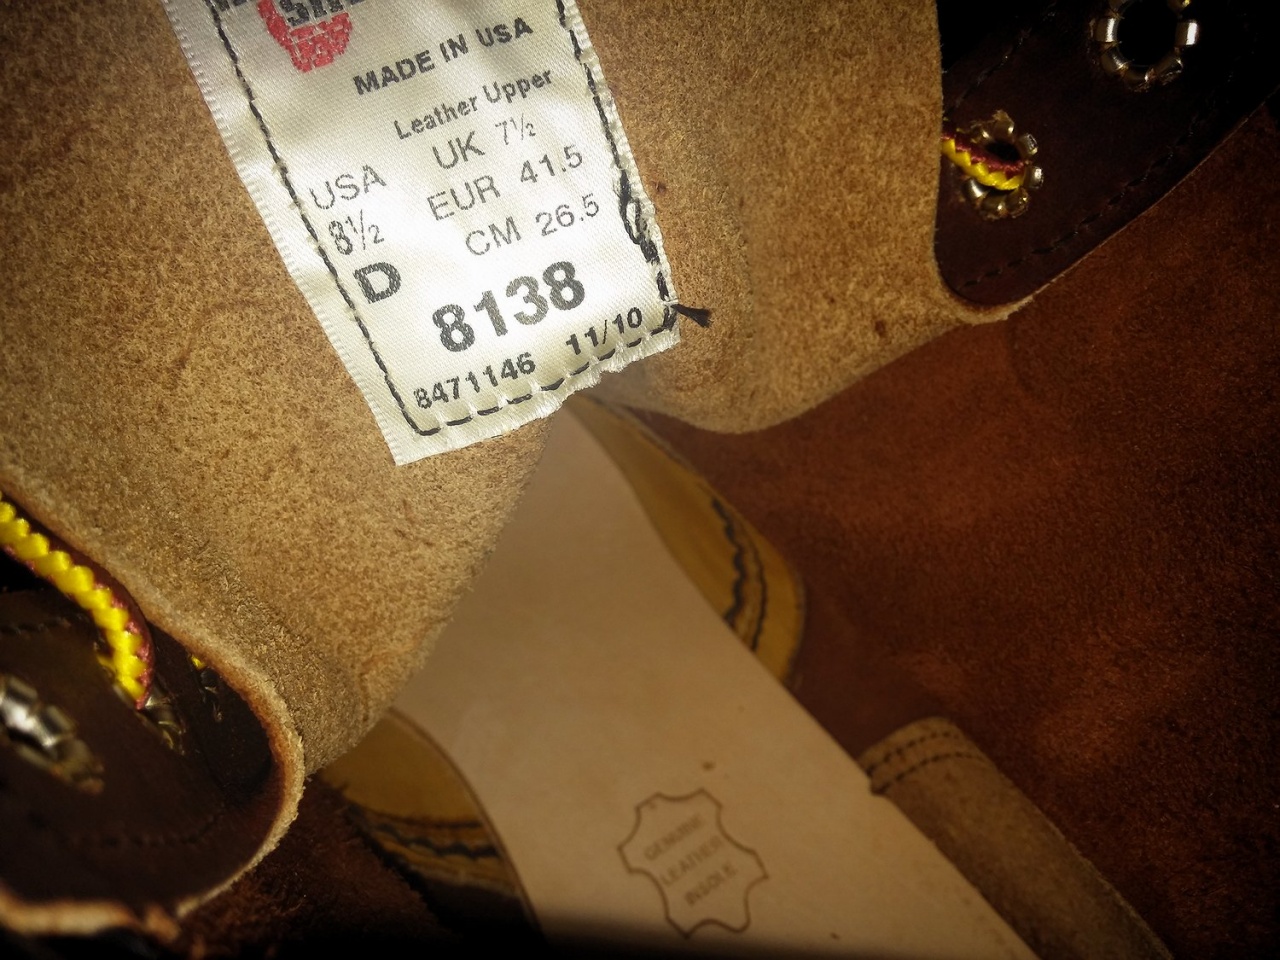 MADE IN USA
Leather Upper
USA UK 7½
8½ EUR 41.5
D CM 26.5
8138
8471146 11/10
GENUINE
LEATHER
INSOLE